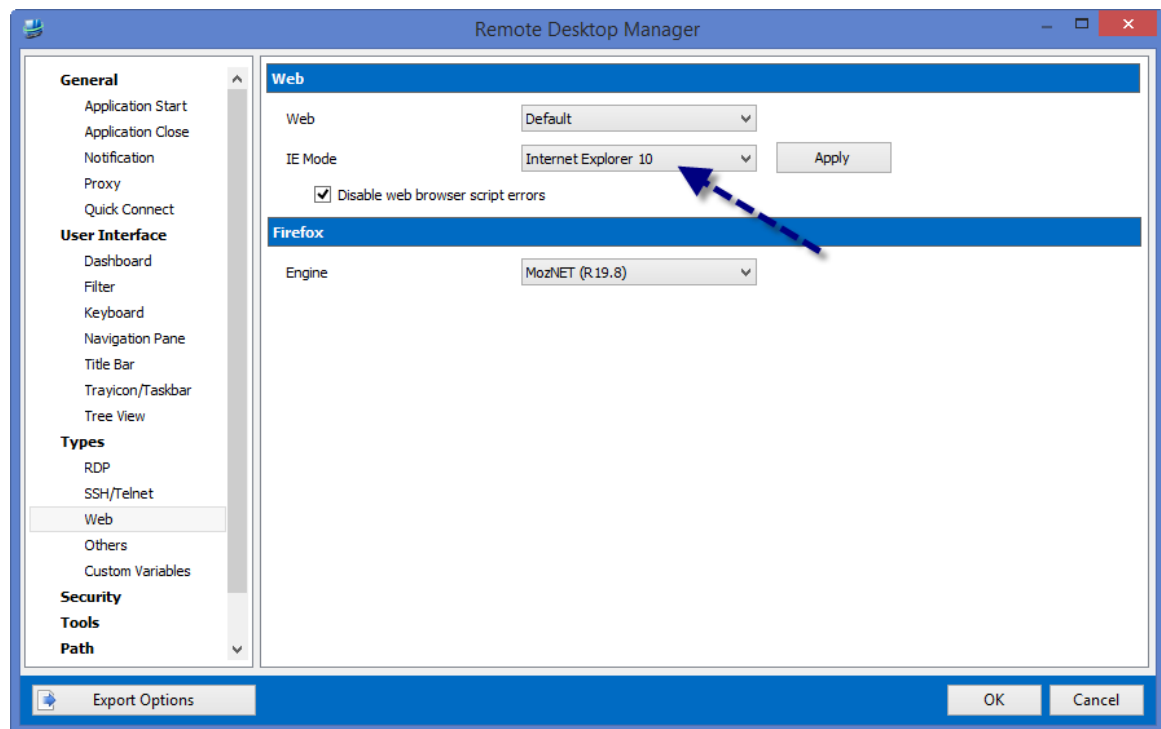 Remote Desktop Manager
General
Application Start
Application Close
Notification
Proxy
Quick Connect
User Interface
Dashboard
Filter
Keyboard
Navigation Pane
Title Bar
Trayicon/Taskbar
Tree View
Types
RDP
SSH/Telnet
Web
Others
Custom Variables
Security
Tools
Path
Web
Web Default
IE Mode Internet Explorer 10 Apply
Disable web browser script errors
Firefox
Engine MozNET (R19.8)
Export Options OK Cancel